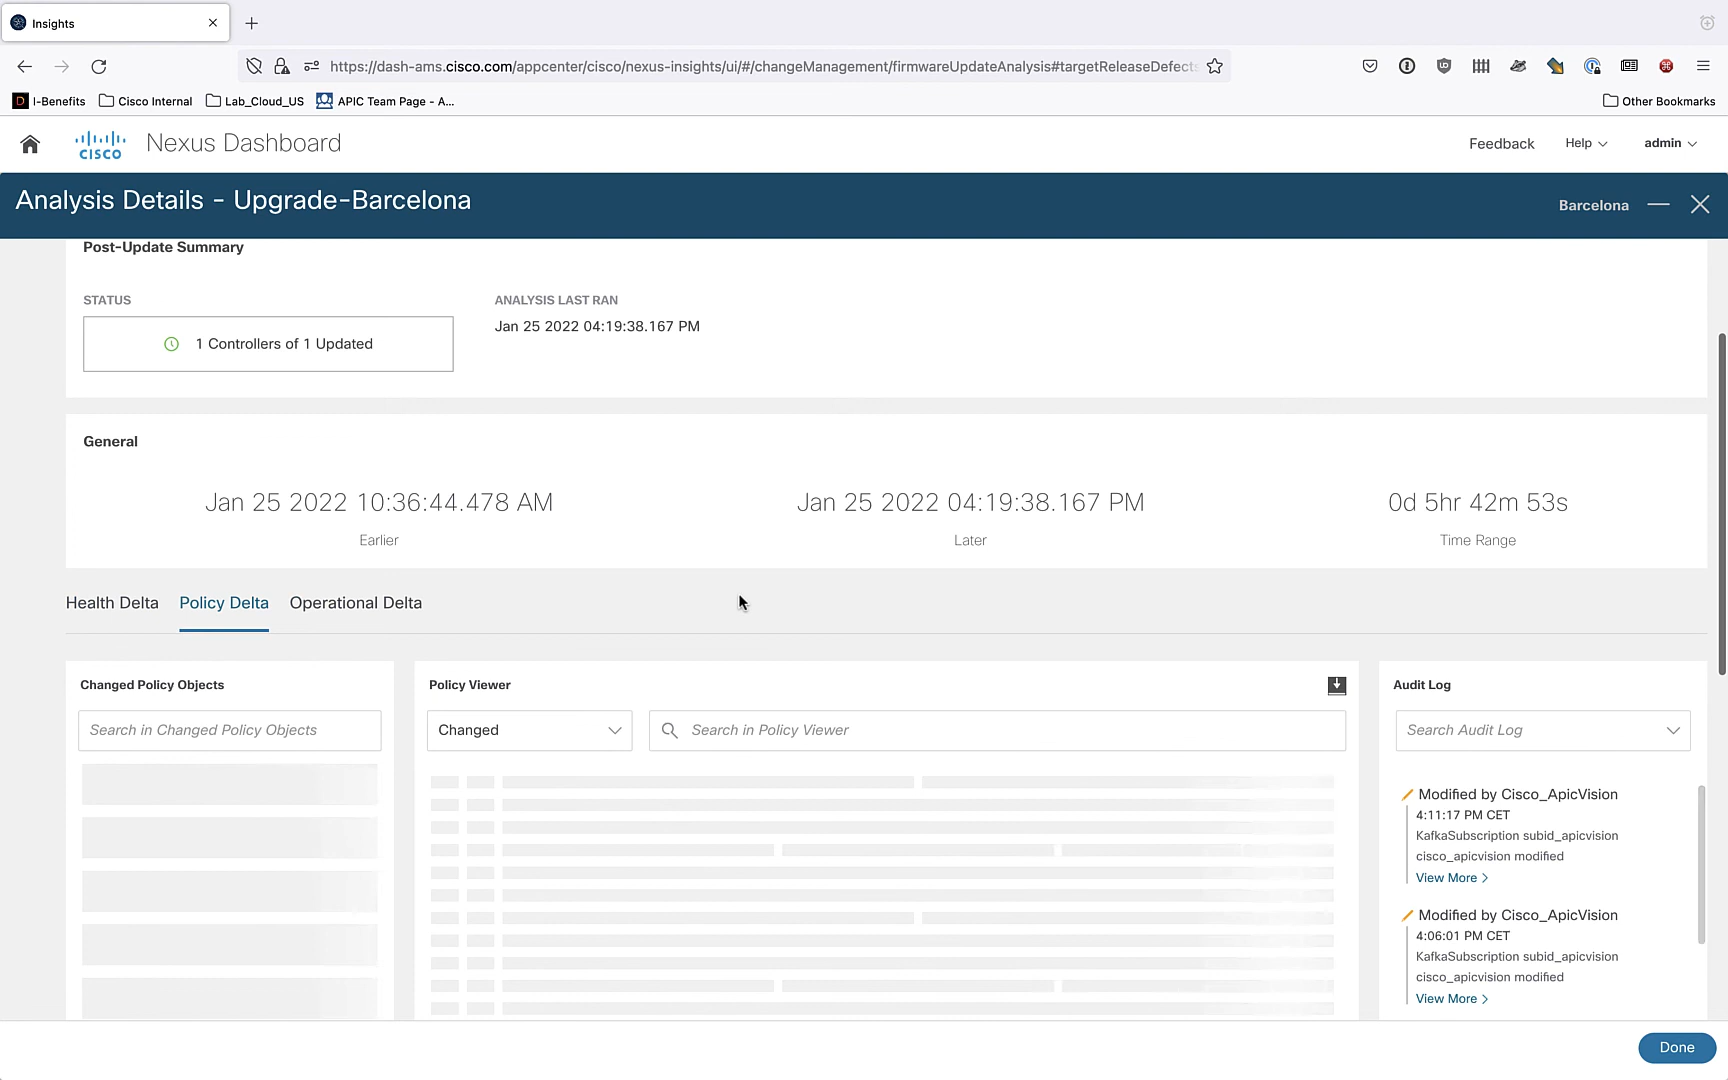 Insights
https://dash-ams.cisco.com/appcenter/cisco/nexus-insights/ui/#/changeManagement/firmwareUpdateAnalysis#targetReleaseDefects
I-Benefits
Cisco Internal
Lab_Cloud_US
APIC Team Page - A...
Other Bookmarks
CISCO
Nexus Dashboard
Feedback
Help
admin
Analysis Details - Upgrade-Barcelona
Barcelona
Post-Update Summary
STATUS
ANALYSIS LAST RAN
Jan 25 2022 04:19:38.167 PM
1 Controllers of 1 Updated
General
Jan 25 2022 10:36:44.478 AM
Jan 25 2022 04:19:38.167 PM
0d 5hr 42m 53s
Earlier
Later
Time Range
Health Delta
Policy Delta
Operational Delta
Changed Policy Objects
Policy Viewer
Audit Log
Search in Changed Policy Objects
Changed
Search in Policy Viewer
Search Audit Log
Modified by Cisco_ApicVision
4:11:17 PM CET
KafkaSubscription subid_apicvision
cisco_apicvision modified
View More
Modified by Cisco_ApicVision
4:06:01 PM CET
KafkaSubscription subid_apicvision
cisco_apicvision modified
View More
Done